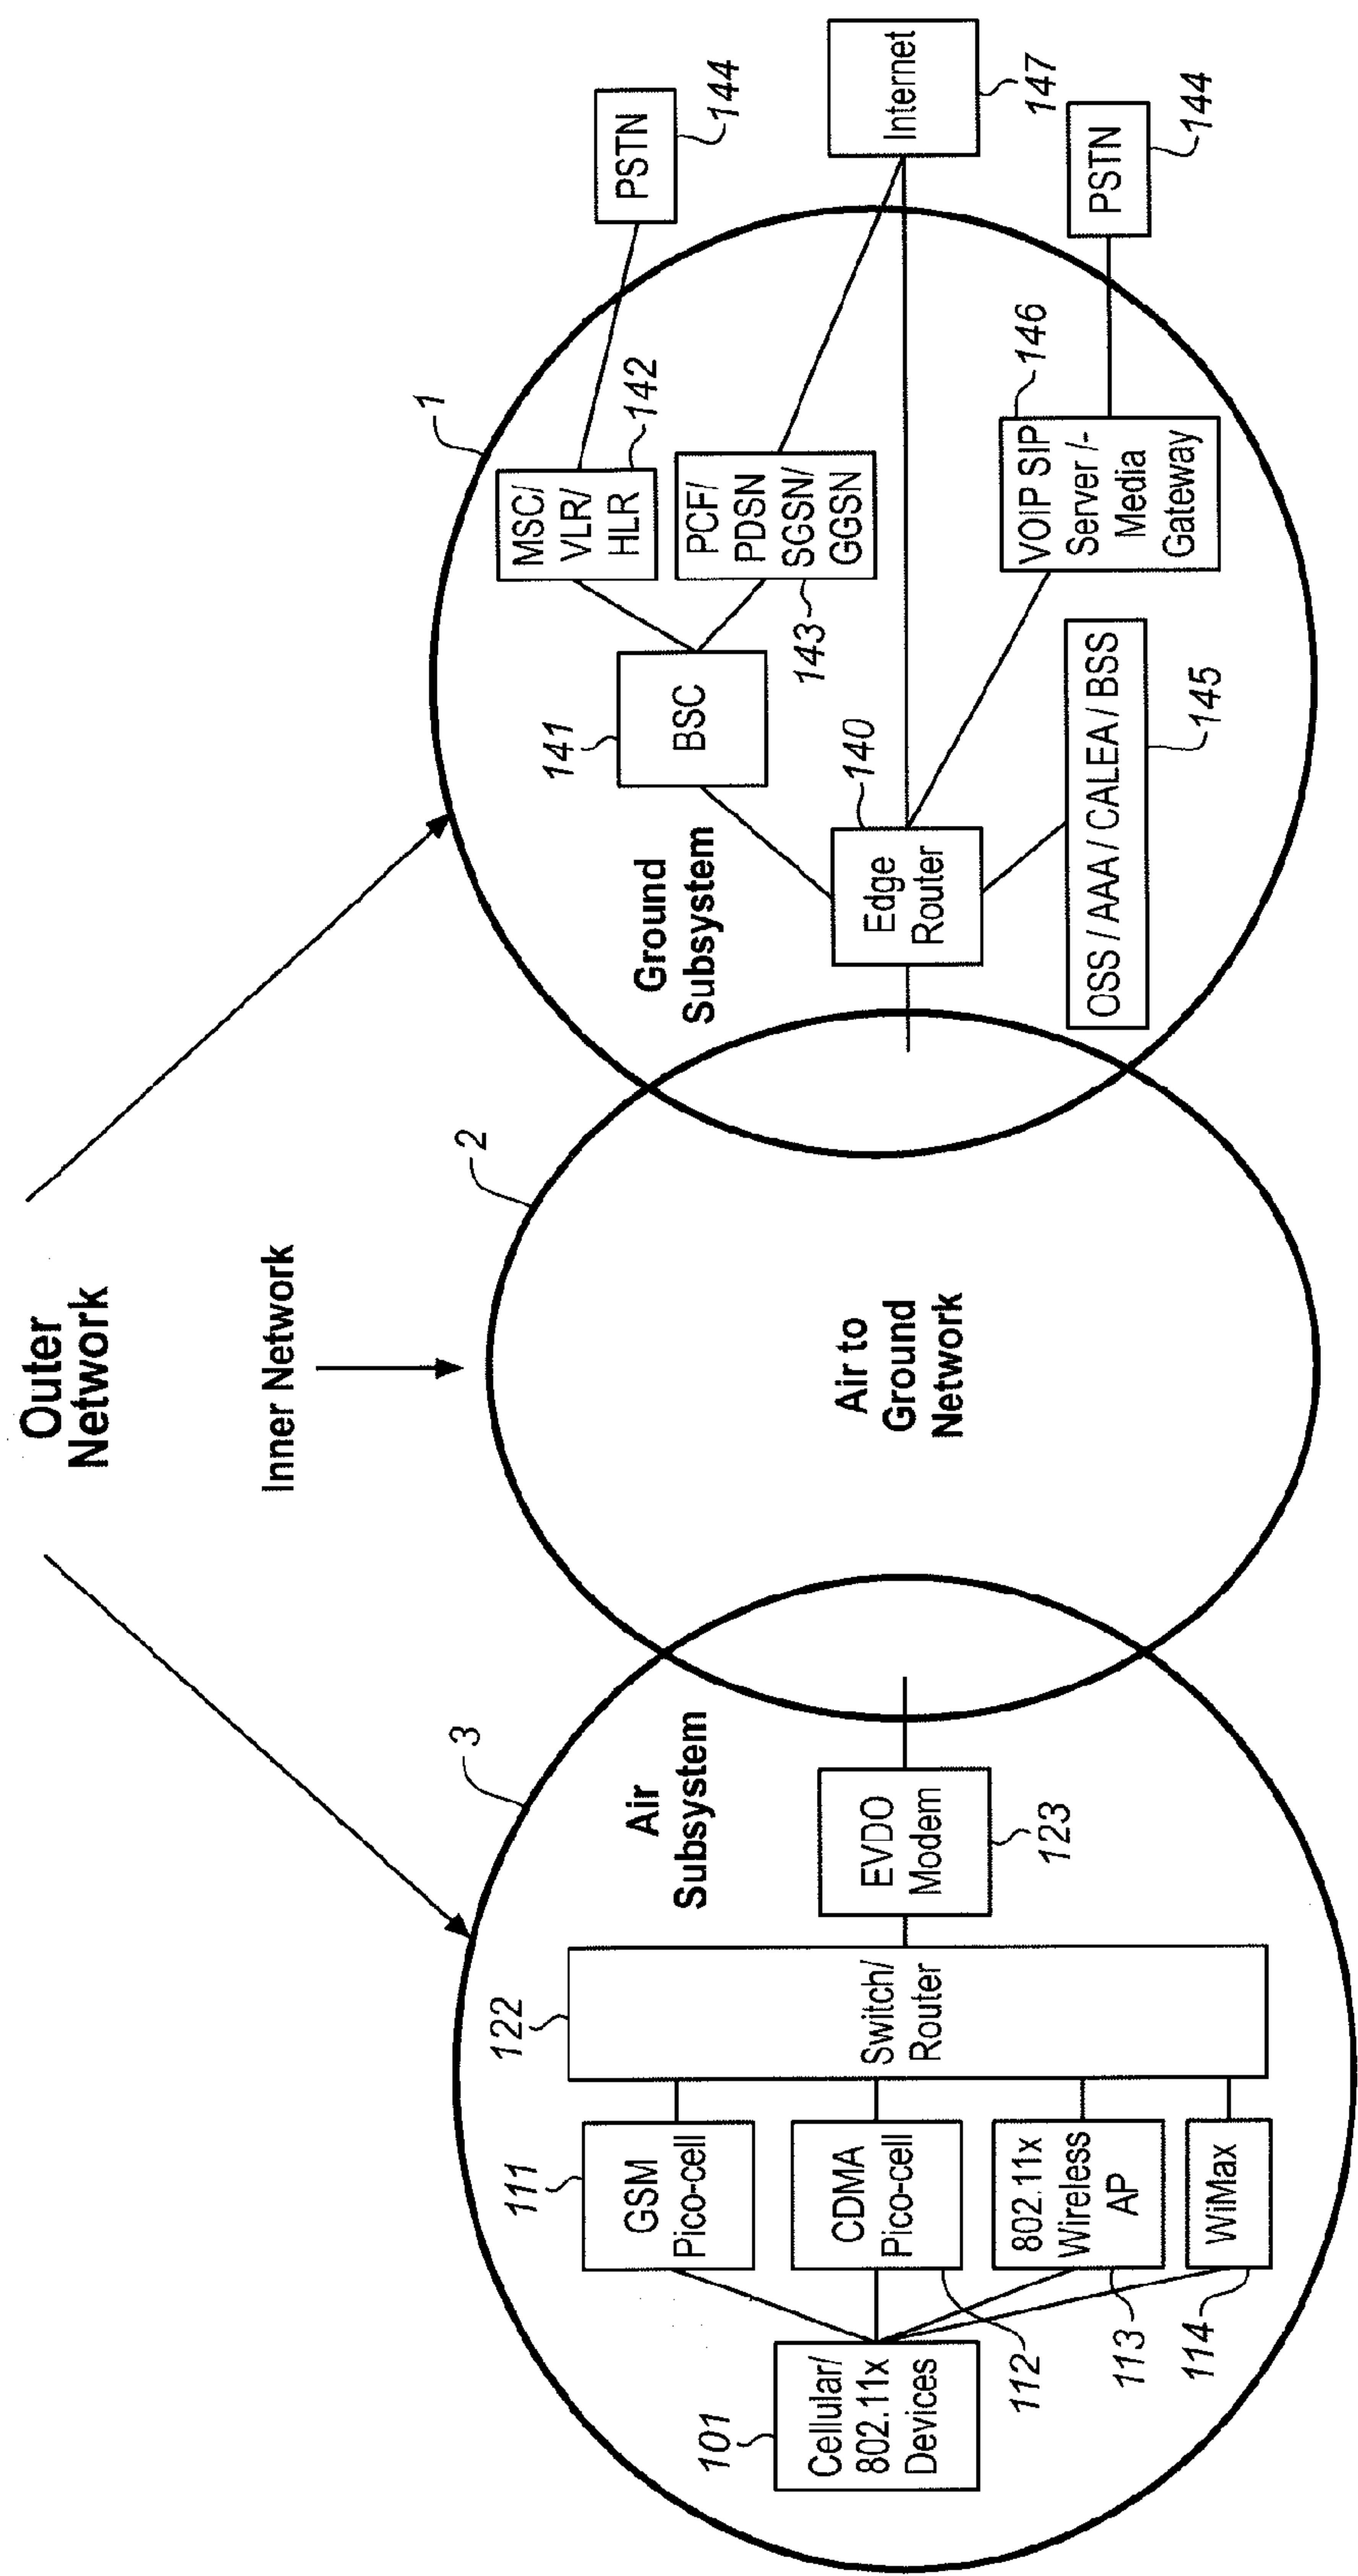 Outer
Network
Inner Network
3
2
1
Air
Subsystem
Air to
Ground
Network
Ground
Subsystem
101
Cellular/
802.11x
Devices
111
GSM
Pico-cell
CDMA
Pico-cell
112
802.11x
Wireless
AP
113
WiMax
114
122
Switch/
Router
EVDO
Modem
123
Edge
Router
140
141
BSC
MSC/
VLR/
HLR
142
PCF/
PDSN
SGSN/
GGSN
143
OSS / AAA / CALEA / BSS
145
VOIP SIP
Server /-
Media
Gateway
146
PSTN
144
Internet
147
PSTN
144